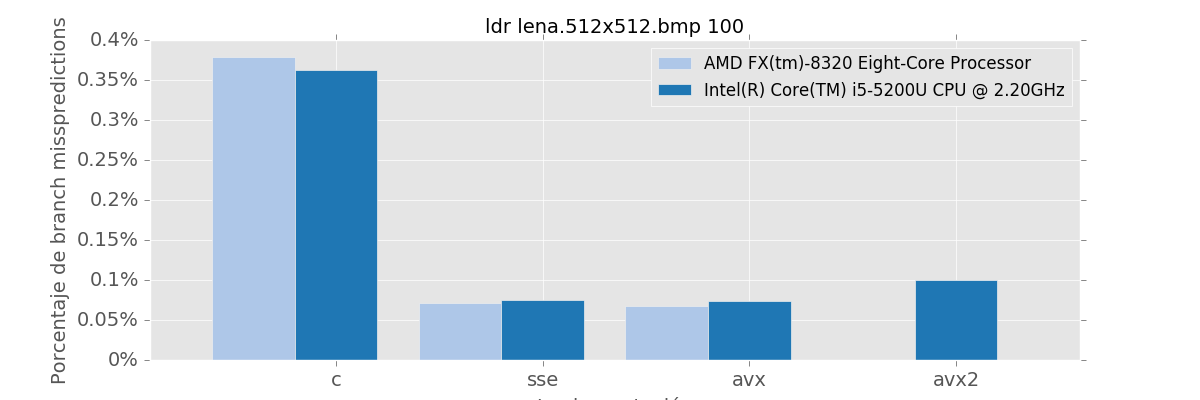 ldr lena.512x512.bmp 100
Porcentaje de branch misspredictions
0.4%
0.35%
0.3%
0.25%
0.2%
0.15%
0.1%
0.05%
0%
AMD FX(tm)-8320 Eight-Core Processor
Intel(R) Core(TM) i5-5200U CPU @ 2.20GHz
c sse avx avx2